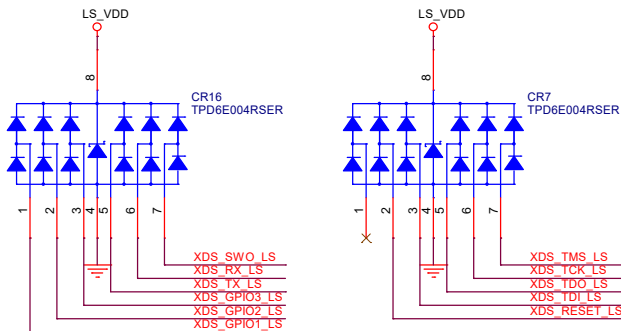 LS_VDD
8
CR16
TPD6E004RSER
1
2
3
4
5
6
7
XDS_SWO_LS
XDS_RX_LS
XDS_TX_LS
XDS_GPIO3_LS
XDS_GPIO2_LS
XDS_GPIO1_LS
LS_VDD
8
CR7
TPD6E004RSER
1
2
3
4
5
6
7
XDS_TMS_LS
XDS_TCK_LS
XDS_TDO_LS
XDS_TDI_LS
XDS_RESET_LS